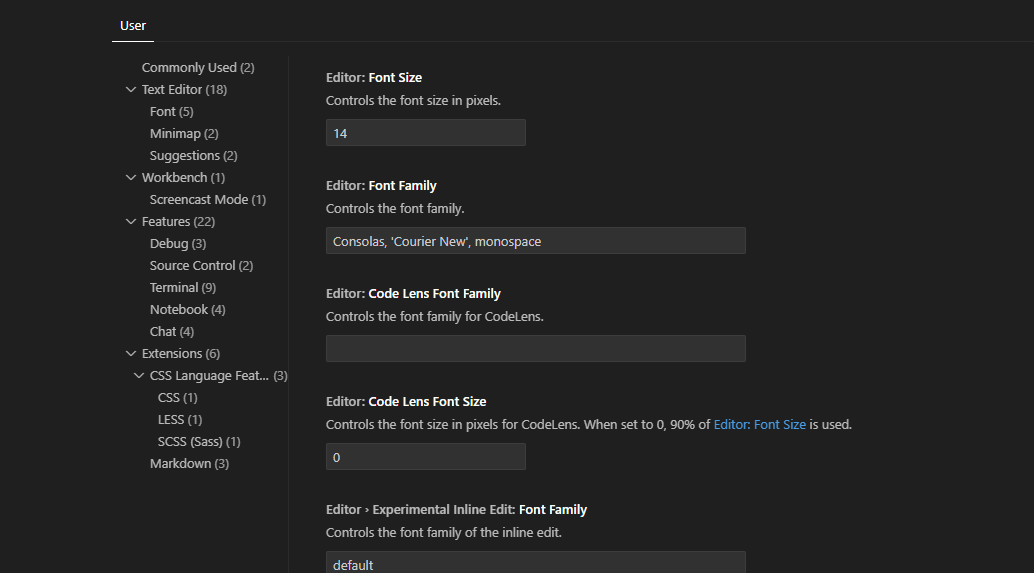 User
Commonly Used (2)
Text Editor (18)
Font (5)
Minimap (2)
Suggestions (2)
Workbench (1)
Screencast Mode (1)
Features (22)
Debug (3)
Source Control (2)
Terminal (9)
Notebook (4)
Chat (4)
Extensions (6)
CSS Language Feat... (3)
CSS (1)
LESS (1)
SCSS (Sass) (1)
Markdown (3)
Editor: Font Size
Controls the font size in pixels.
14
Editor: Font Family
Controls the font family.
Consolas, 'Courier New', monospace
Editor: Code Lens Font Family
Controls the font family for CodeLens.
Editor: Code Lens Font Size
Controls the font size in pixels for CodeLens. When set to 0, 90% of Editor: Font Size is used.
0
Editor › Experimental Inline Edit: Font Family
Controls the font family of the inline edit.
default